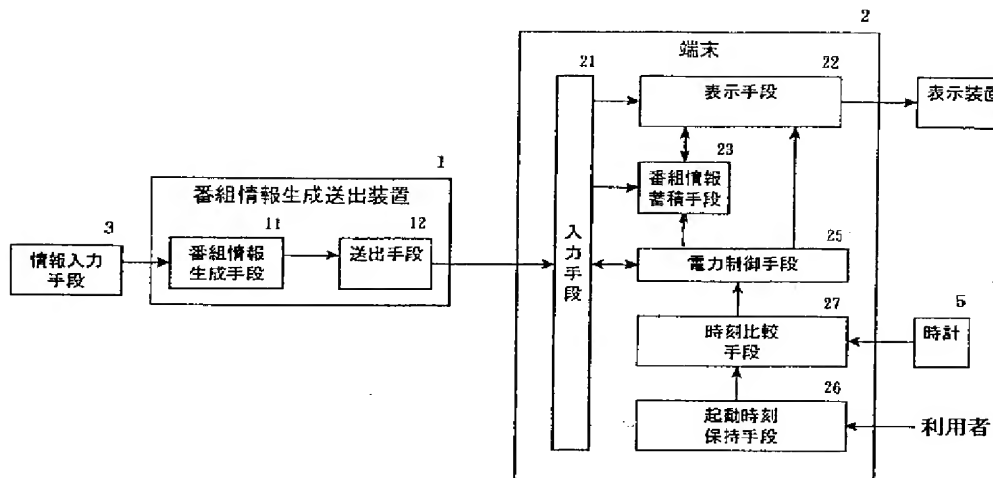 2
端末
21
22
表示手段
表示装置
23
番組情報
蓄積手段
1
番組情報生成送出装置
3
情報入力
手段
11
番組情報
生成手段
12
送出手段
入力手段
25
電力制御手段
27
時刻比較
手段
5
時計
26
起動時刻
保持手段
利用者